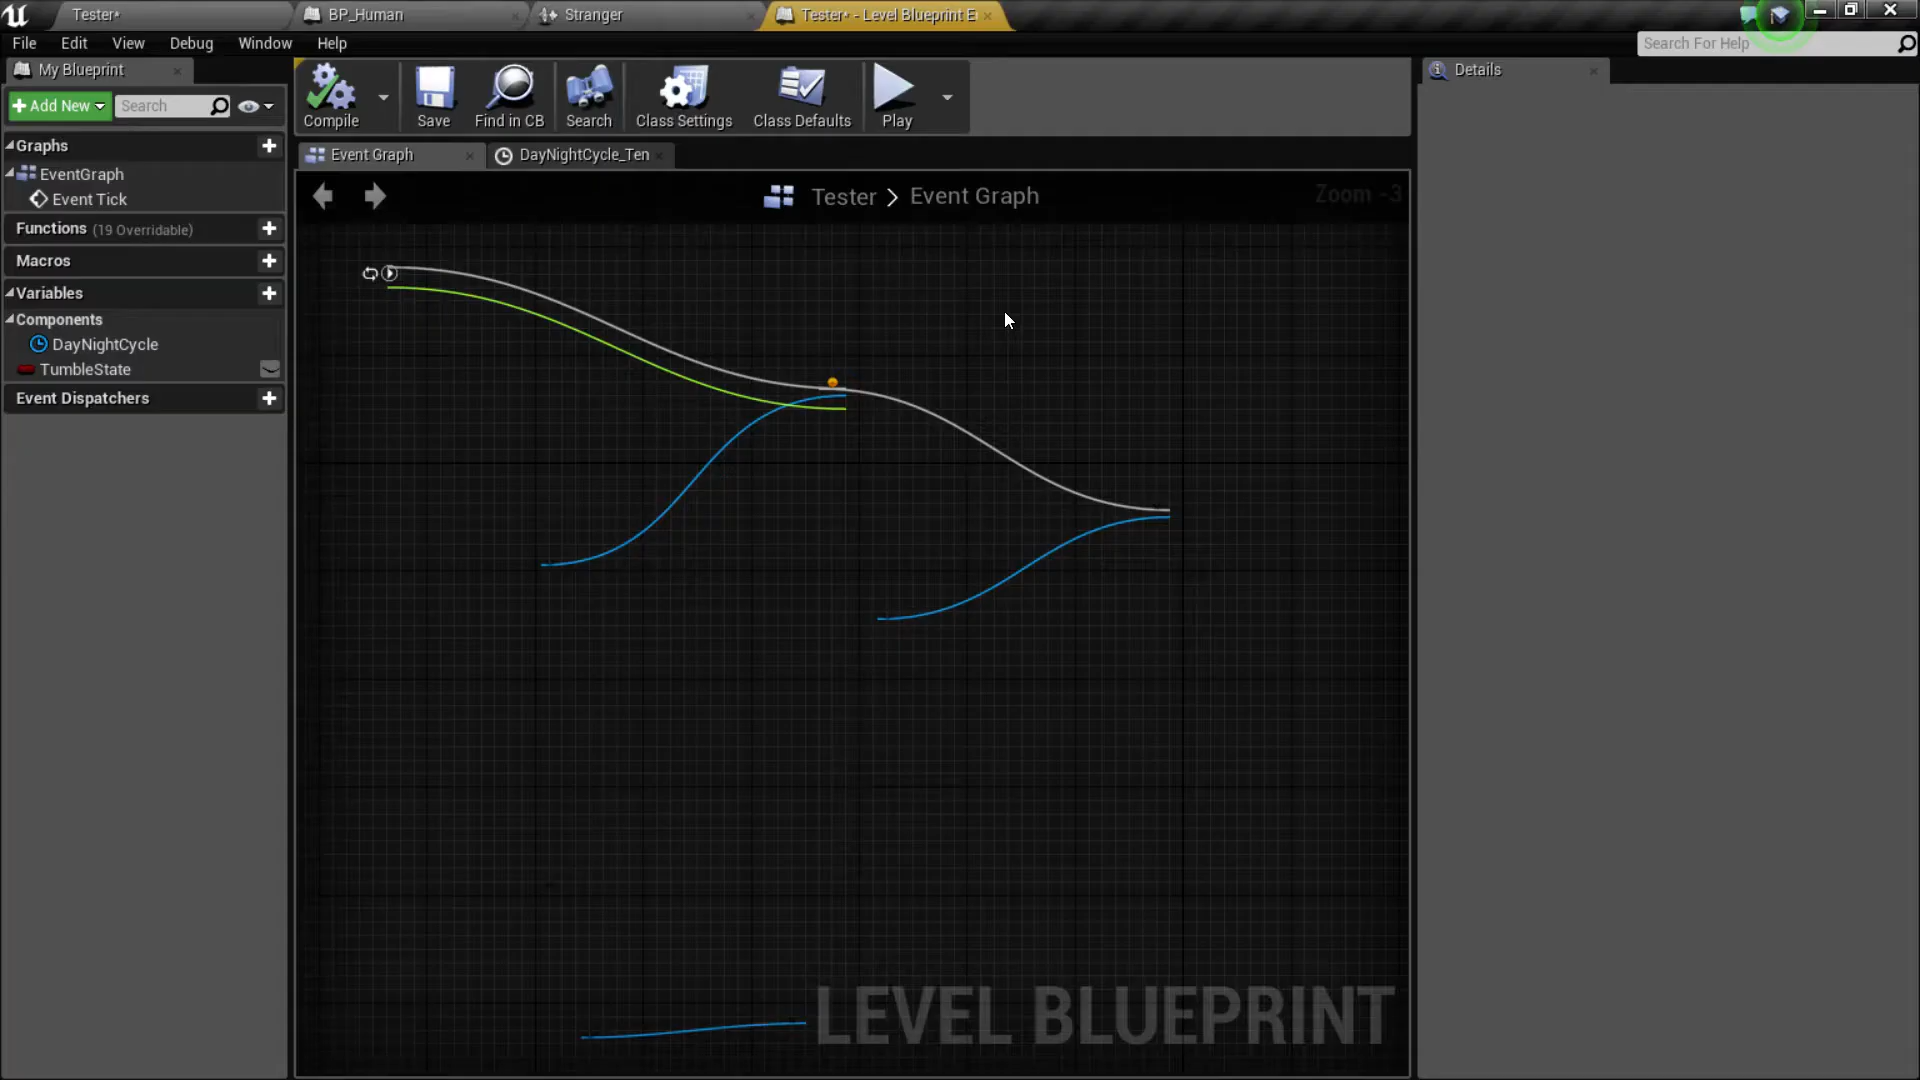 Tester*
BP_Human
Stranger
Tester* - Level Blueprint E
File Edit View Debug Window Help
Search For Help
My Blueprint
Add New
Search
Compile
Save
Find in CB
Search
Class Settings
Class Defaults
Play
Details
Graphs
EventGraph
Event Tick
Functions (19 Overridable)
Macros
Variables
Components
DayNightCycle
TumbleState
Event Dispatchers
Event Graph
DayNightCycle_Ten
Tester > Event Graph
Zoom -3
LEVEL BLUEPRINT